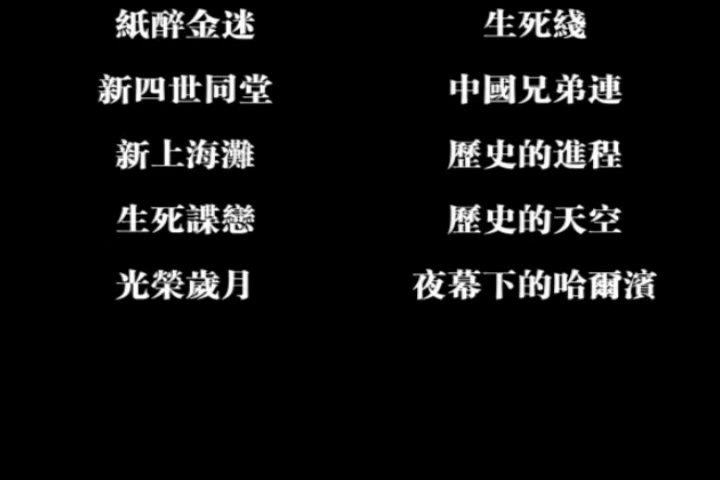 紙醉金迷 生死綫
新四世同堂 中國兄弟連
新上海灘 歷史的進程
生死諜戀 歷史的天空
光榮歲月 夜幕下的哈爾濱